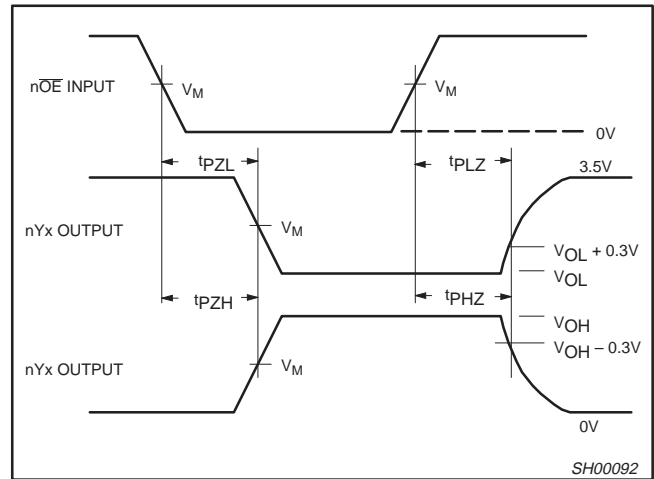 nOE INPUT
VM
VM
0V
tPZL
tPLZ
3.5V
nYx OUTPUT
VM
VOL + 0.3V
VOL
tPZH
tPHZ
VOH
VOH – 0.3V
nYx OUTPUT
VM
0V
SH00092